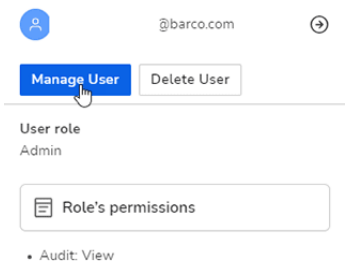 @barco.com
Manage User Delete User
User role
Admin
Role's permissions
• Audit: View